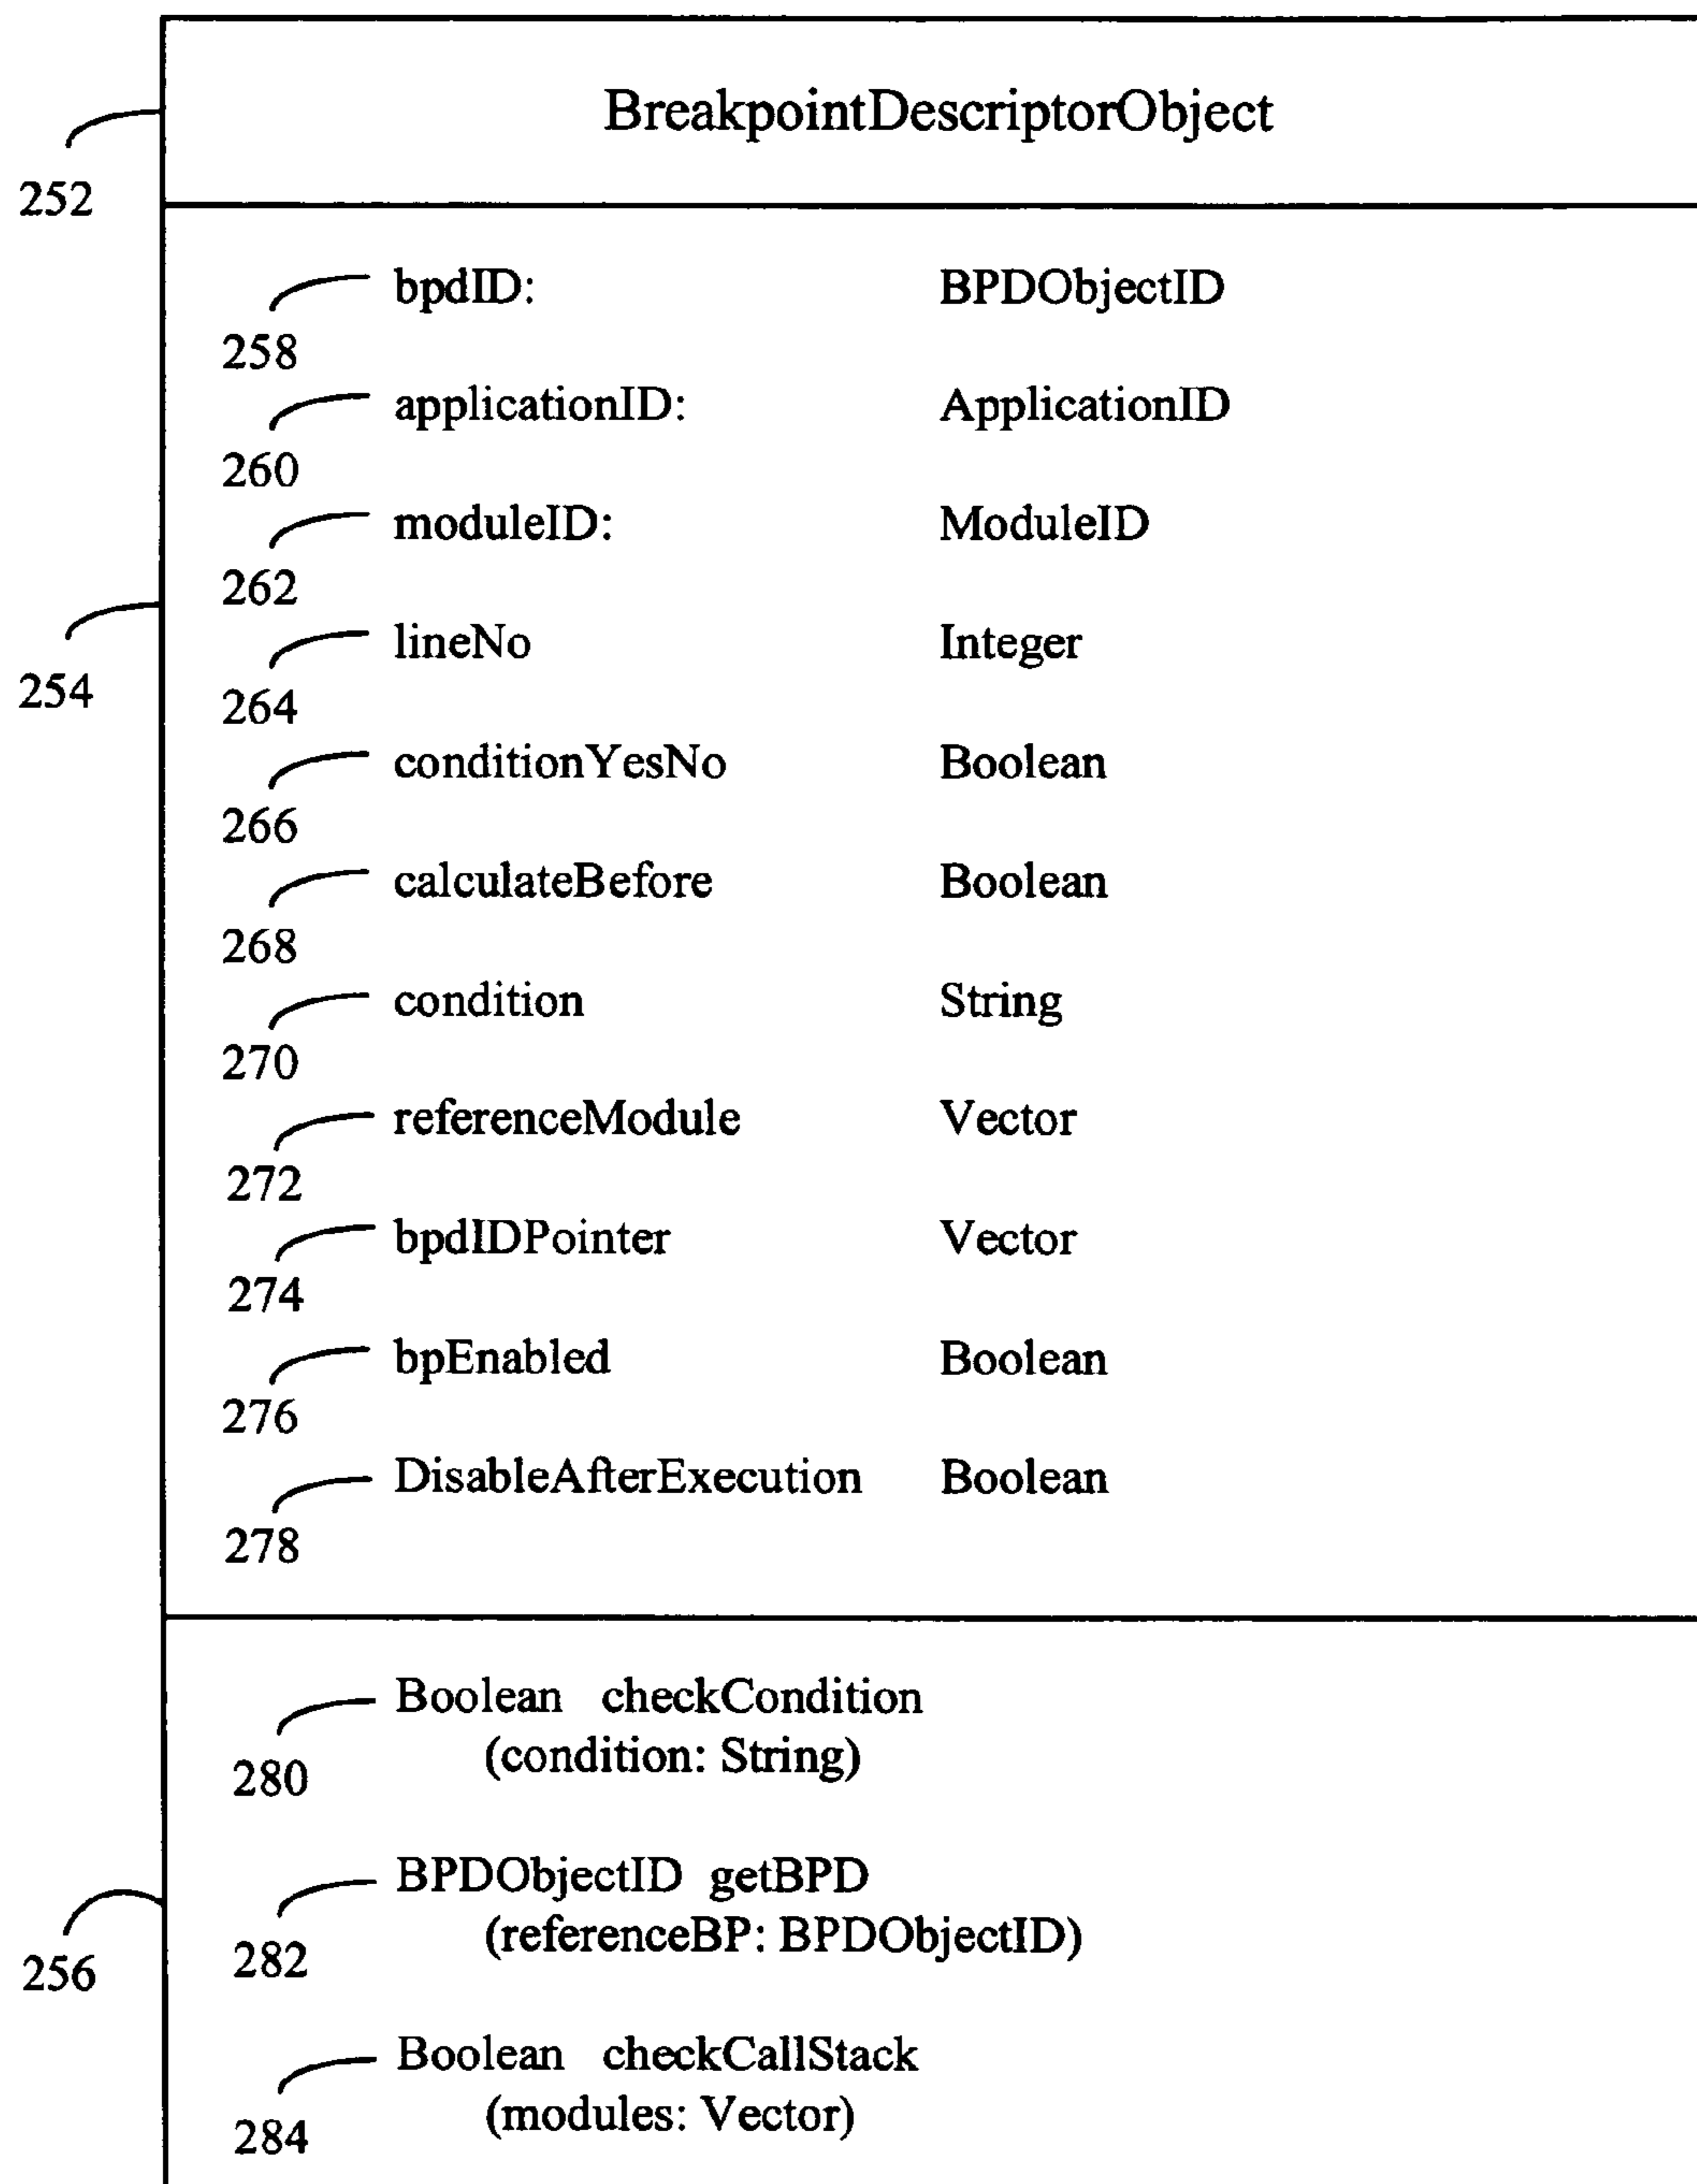 BreakpointDescriptorObject
252
bpdID: BPDObjectID
258
applicationID: ApplicationID
260
moduleID: ModuleID
262
254
lineNo Integer
264
conditionYesNo Boolean
266
calculateBefore Boolean
268
condition String
270
referenceModule Vector
272
bpdIDPointer Vector
274
bpEnabled Boolean
276
DisableAfterExecution Boolean
278
Boolean checkCondition
(condition: String)
280
BPDObjectID getBPD
(referenceBP: BPDObjectID)
282
256
Boolean checkCallStack
(modules: Vector)
284